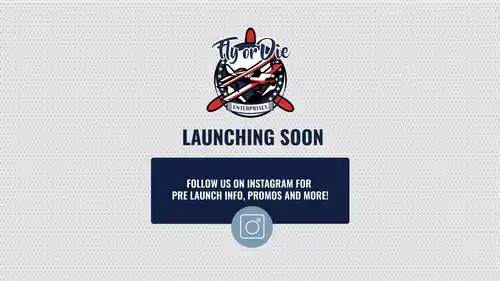 Fly or Die
ENTERPRISES
LAUNCHING SOON
FOLLOW US ON INSTAGRAM FOR
PRE LAUNCH INFO, PROMOS AND MORE!